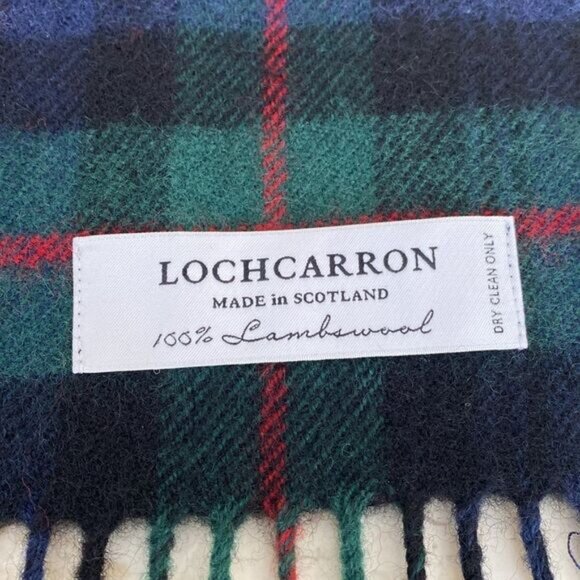 LOCHCARRON
MADE in SCOTLAND
100% Lambswool
DRY CLEAN ONLY